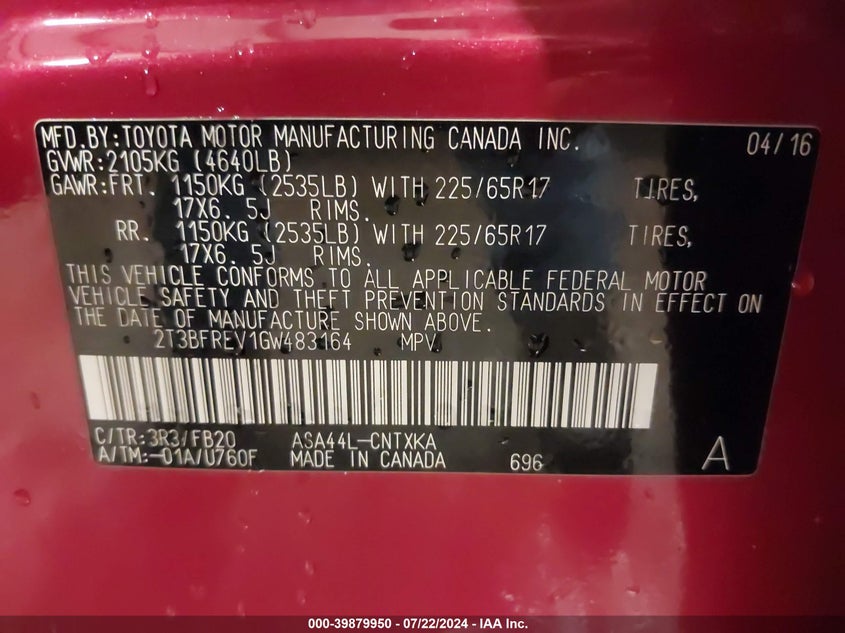 MFD.BY:TOYOTA MOTOR MANUFACTURING CANADA INC. 04/16
GVWR:2105KG (4640LB)
GAWR:FRT. 1150KG (2535LB) WITH 225/65R17 TIRES,
17X6. 5J RIMS.
RR. 1150KG (2535LB) WITH 225/65R17 TIRES,
17X6. 5J RIMS.
THIS VEHICLE CONFORMS TO ALL APPLICABLE FEDERAL MOTOR
VEHICLE SAFETY AND THEFT PREVENTION STANDARDS IN EFFECT ON
THE DATE OF MANUFACTURE SHOWN ABOVE.
2T3BFREV1GW483164 MPV
C/TR:3R3/FB20 ASA44L-CNTXKA
A/TM:-01A/U760F MADE IN CANADA 696 A
000-39879950 - 07/22/2024 - IAA Inc.